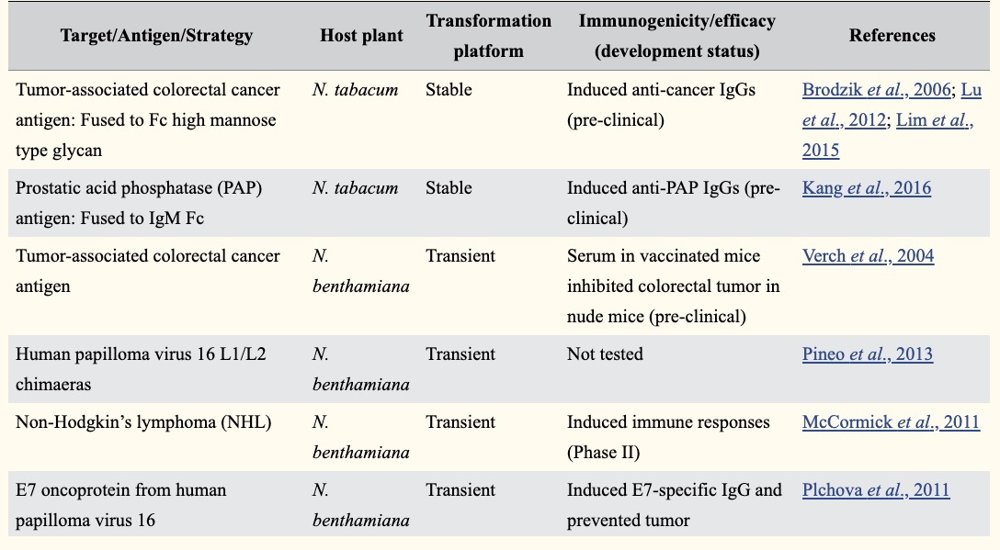 Target/Antigen/Strategy Host plant Transformation platform Immunogenicity/efficacy (development status) References
Tumor-associated colorectal cancer N. tabacum Stable Induced anti-cancer IgGs Brodzik et al., 2006; Lu
antigen: Fused to Fc high mannose (pre-clinical) et al., 2012; Lim et al.,
type glycan 2015
Prostatic acid phosphatase (PAP) N. tabacum Stable Induced anti-PAP IgGs (pre- Kang et al., 2016
antigen: Fused to IgM Fc clinical)
Tumor-associated colorectal cancer N. Transient Serum in vaccinated mice Verch et al., 2004
antigen benthamiana inhibited colorectal tumor in
nude mice (pre-clinical)
Human papilloma virus 16 L1/L2 N. Transient Not tested Pineo et al., 2013
chimaeras benthamiana
Non-Hodgkin’s lymphoma (NHL) N. Transient Induced immune responses McCormick et al., 2011
benthamiana (Phase II)
E7 oncoprotein from human N. Transient Induced E7-specific IgG and Plchova et al., 2011
papilloma virus 16 benthamiana prevented tumor